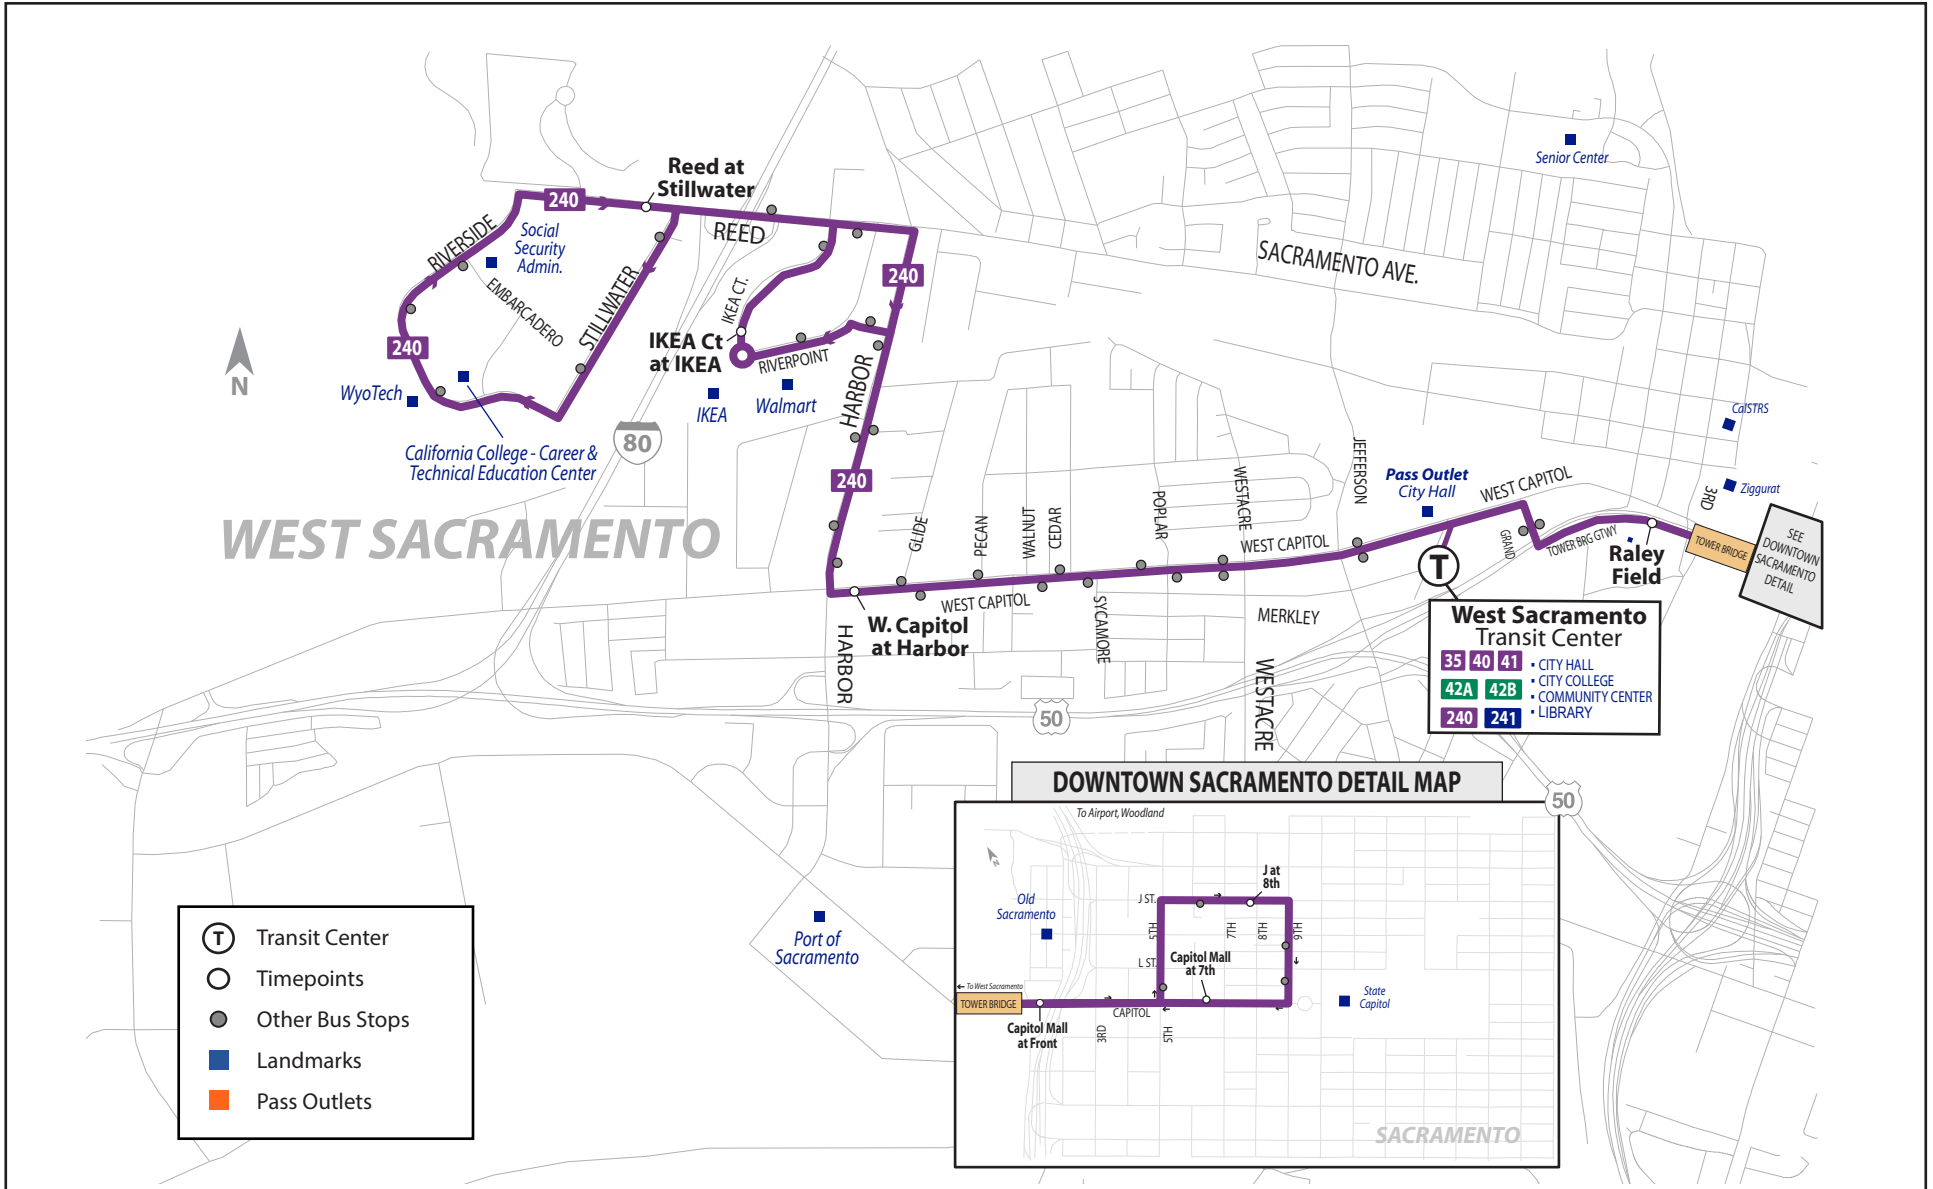 Senior Center
Reed at
Stillwater
240
RIVERSIDE
Social
Security
Admin.
REED
SACRAMENTO AVE.
EMBARCADERO
STILLWATER
240
IKEA CT.
240
IKEA Ct
at IKEA
RIVERPOINT
HARBOR
N
WyoTech
IKEA
Walmart
CalSTRS
80
California College - Career &
Technical Education Center
240
WEST SACRAMENTO
GLIDE
PECAN
WALNUT
CEDAR
POPLAR
WESTACRE
JEFFERSON
Pass Outlet
City Hall
WEST CAPITOL
3RD
Ziggurat
WEST CAPITOL
GRAND
TOWER BRG GTWY
Raley
Field
TOWER BRIDGE
SEE
DOWNTOWN
SACRAMENTO
DETAIL
T
WEST CAPITOL
SYCAMORE
MERKLEY
W. Capitol
at Harbor
HARBOR
WESTACRE
50
West Sacramento
Transit Center
35 40 41
42A 42B
240 241
▪ CITY HALL
▪ CITY COLLEGE
▪ COMMUNITY CENTER
▪ LIBRARY
50
DOWNTOWN SACRAMENTO DETAIL MAP
To Airport, Woodland
N
J at
8th
Old
Sacramento
J ST.
5TH
7TH
8TH
9TH
L ST.
Capitol Mall
at 7th
To West Sacramento
TOWER BRIDGE
CAPITOL
State
Capitol
Capitol Mall
at Front
3RD
5TH
SACRAMENTO
Port of
Sacramento
T Transit Center
Timepoints
Other Bus Stops
Landmarks
Pass Outlets